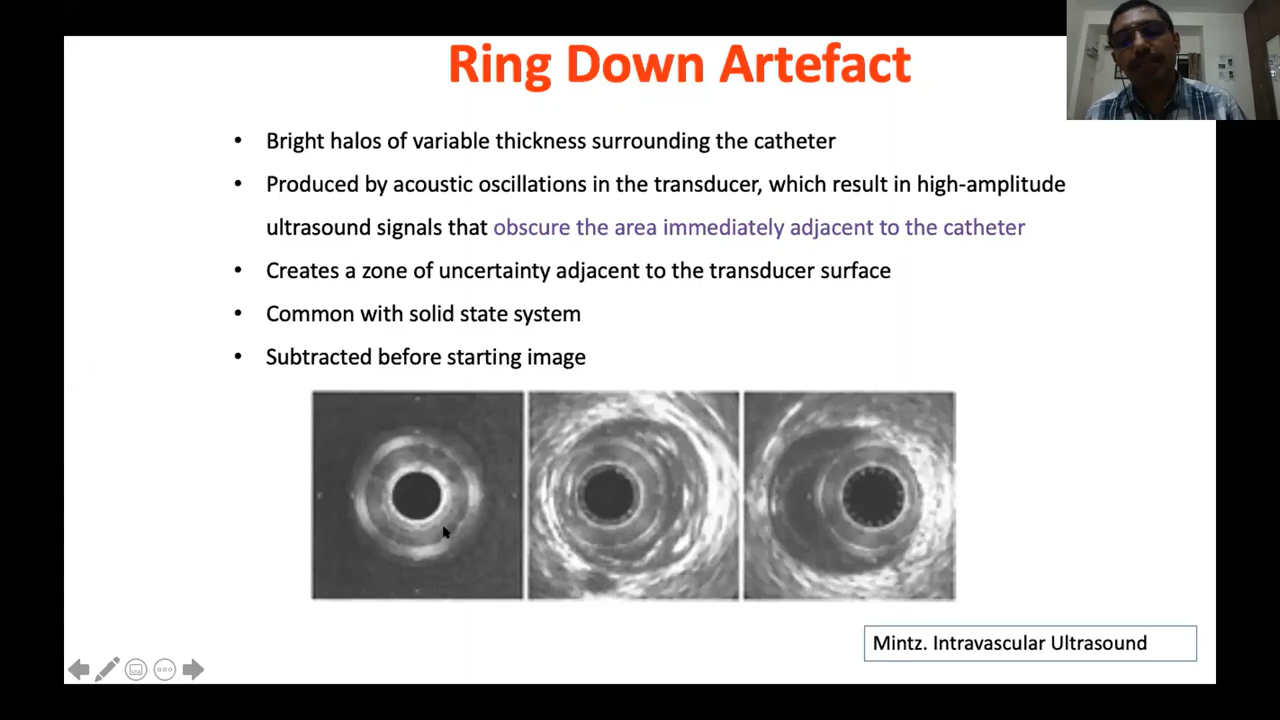 Ring Down Artefact
• Bright halos of variable thickness surrounding the catheter
• Produced by acoustic oscillations in the transducer, which result in high-amplitude
ultrasound signals that obscure the area immediately adjacent to the catheter
• Creates a zone of uncertainty adjacent to the transducer surface
• Common with solid state system
• Subtracted before starting image
Mintz. Intravascular Ultrasound